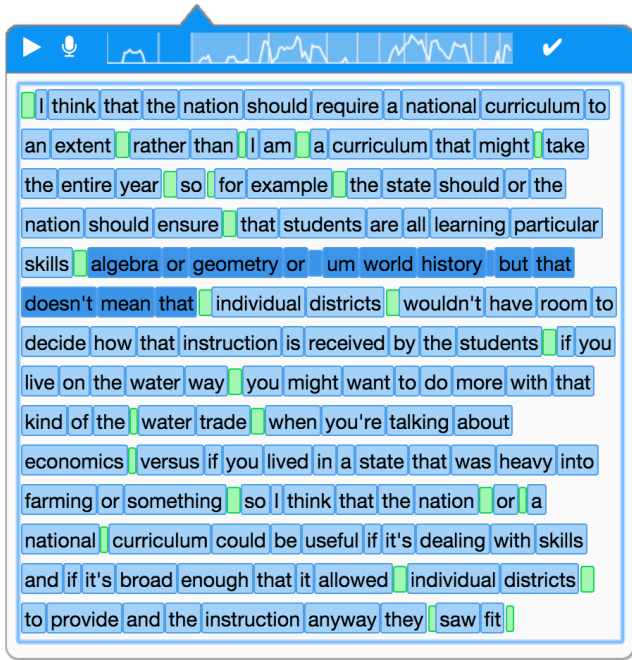 I think that the nation should require a national curriculum to
an extent rather than I am a curriculum that might take
the entire year so for example the state should or the
nation should ensure that students are all learning particular
skills algebra or geometry or um world history but that
doesn't mean that individual districts wouldn't have room to
decide how that instruction is received by the students if you
live on the water way you might want to do more with that
kind of the water trade when you're talking about
economics versus if you lived in a state that was heavy into
farming or something so I think that the nation or a
national curriculum could be useful if it's dealing with skills
and if it's broad enough that it allowed individual districts
to provide and the instruction anyway they saw fit